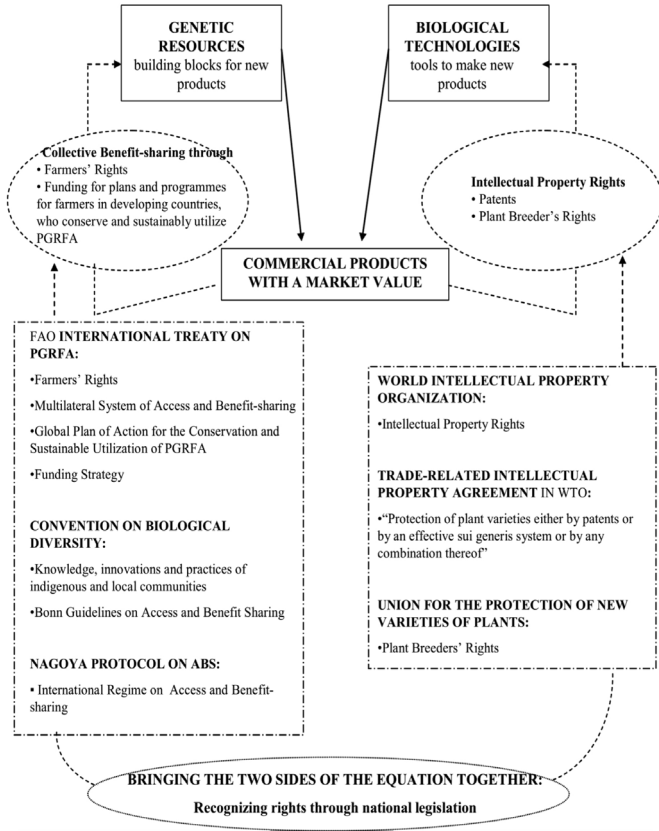 GENETIC
RESOURCES
building blocks for new
products
BIOLOGICAL
TECHNOLOGIES
tools to make new
products
Collective Benefit-sharing through
• Farmers' Rights
• Funding for plans and programmes
for farmers in developing countries,
who conserve and sustainably utilize
PGRFA
Intellectual Property Rights
• Patents
• Plant Breeder's Rights
COMMERCIAL PRODUCTS
WITH A MARKET VALUE
FAO INTERNATIONAL TREATY ON
PGRFA:
•Farmers' Rights
•Multilateral System of Access and Benefit-sharing
•Global Plan of Action for the Conservation and
Sustainable Utilization of PGRFA
•Funding Strategy
CONVENTION ON BIOLOGICAL
DIVERSITY:
•Knowledge, innovations and practices of
indigenous and local communities
•Bonn Guidelines on Access and Benefit Sharing
NAGOYA PROTOCOL ON ABS:
• International Regime on Access and Benefit-
sharing
WORLD INTELLECTUAL PROPERTY
ORGANIZATION:
•Intellectual Property Rights
TRADE-RELATED INTELLECTUAL
PROPERTY AGREEMENT IN WTO:
•“Protection of plant varieties either by patents or
by an effective sui generis system or by any
combination thereof”
UNION FOR THE PROTECTION OF NEW
VARIETIES OF PLANTS:
•Plant Breeders' Rights
BRINGING THE TWO SIDES OF THE EQUATION TOGETHER:
Recognizing rights through national legislation